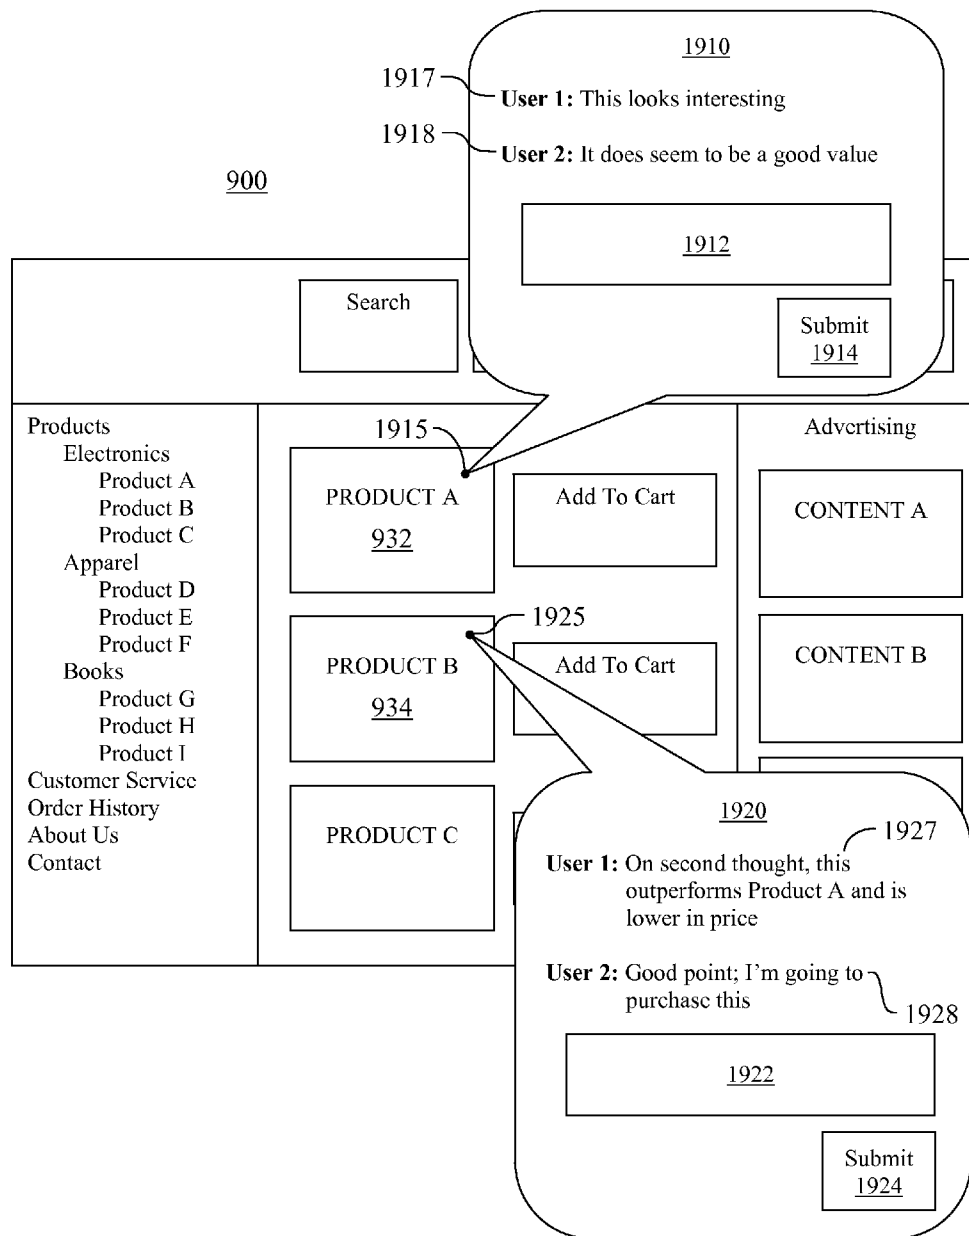 1910
1917
User 1: This looks interesting
1918
User 2: It does seem to be a good value
900
1912
Search
Submit
1914
Products
Electronics
Product A
Product B
Product C
Apparel
Product D
Product E
Product F
Books
Product G
Product H
Product I
Customer Service
Order History
About Us
Contact
1915
PRODUCT A
932
Add To Cart
1925
PRODUCT B
934
Add To Cart
PRODUCT C
Advertising
CONTENT A
CONTENT B
1920
1927
User 1: On second thought, this
outperforms Product A and is
lower in price
User 2: Good point; I'm going to
purchase this
1928
1922
Submit
1924